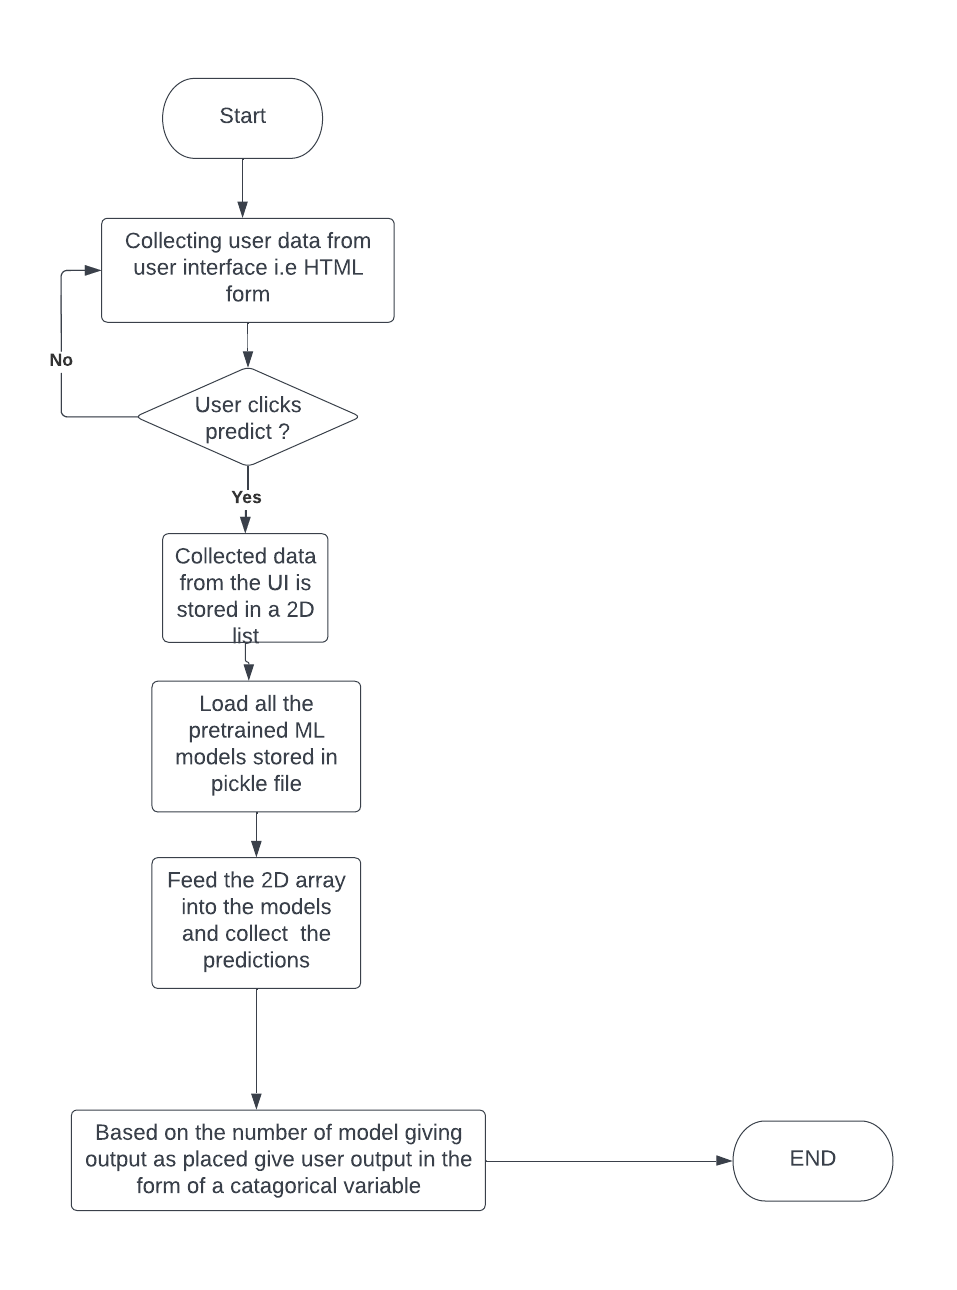 Start
Collecting user data from
user interface i.e HTML
form
No
User clicks
predict ?
Yes
Collected data
from the UI is
stored in a 2D
list
Load all the
pretrained ML
models stored in
pickle file
Feed the 2D array
into the models
and collect  the
predictions
Based on the number of model giving
output as placed give user output in the
form of a catagorical variable
END